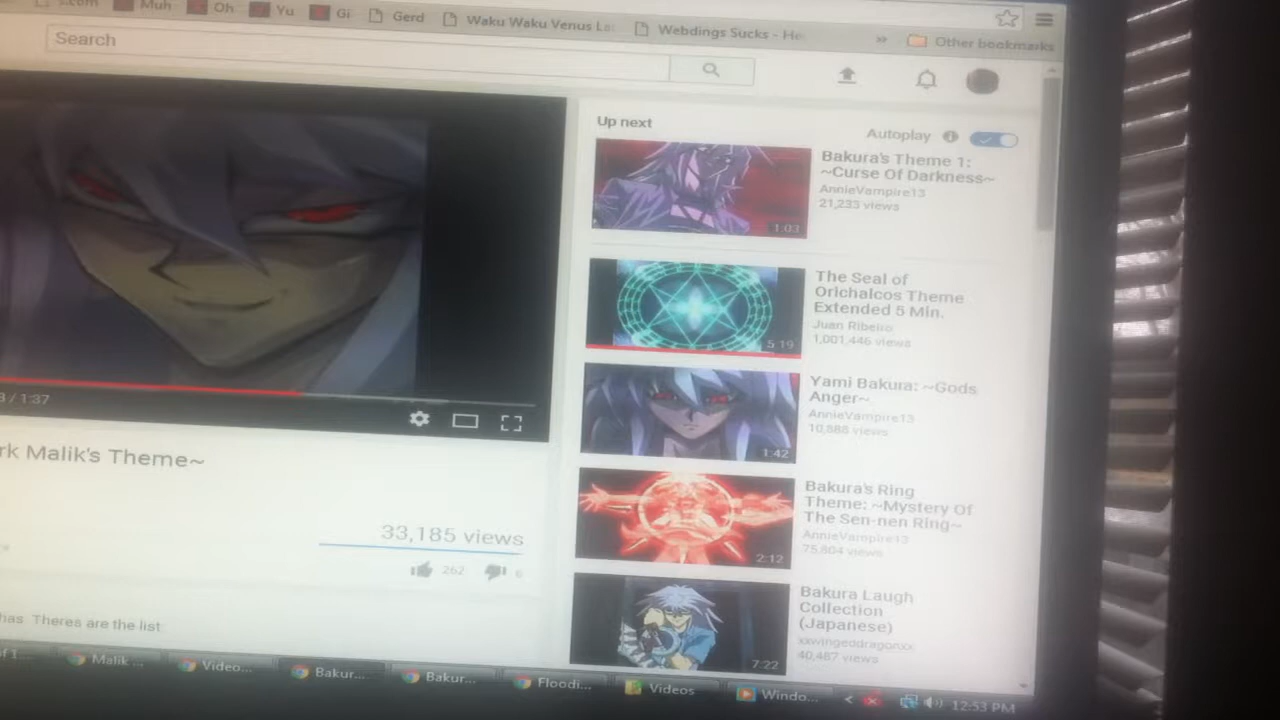 s.com Muh Oh Yu Gi Gerd Waku Waku Venus La Webdings Sucks - He » Other bookmarks
Search
Up next
Autoplay
Bakura's Theme 1:
~Curse Of Darkness~
AnnieVampire13
21,233 views
1:03
The Seal of
Orichalcos Theme
Extended 5 Min.
Juan Ribeiro
1,001,446 views
5:19
Yami Bakura: ~Gods
Anger~
AnnieVampire13
10,888 views
1:42
Bakura's Ring
Theme: ~Mystery Of
The Sen-nen Ring~
AnnieVampire13
75,804 views
2:12
Bakura Laugh
Collection
(Japanese)
xxwingeddragonxx
40,487 views
7:22
3 / 1:37
rk Malik's Theme~
33,185 views
262 6
has Theres are the list
Malik ... Video... Bakur... Bakur... Floodi... Videos Windo... < 12:53 PM